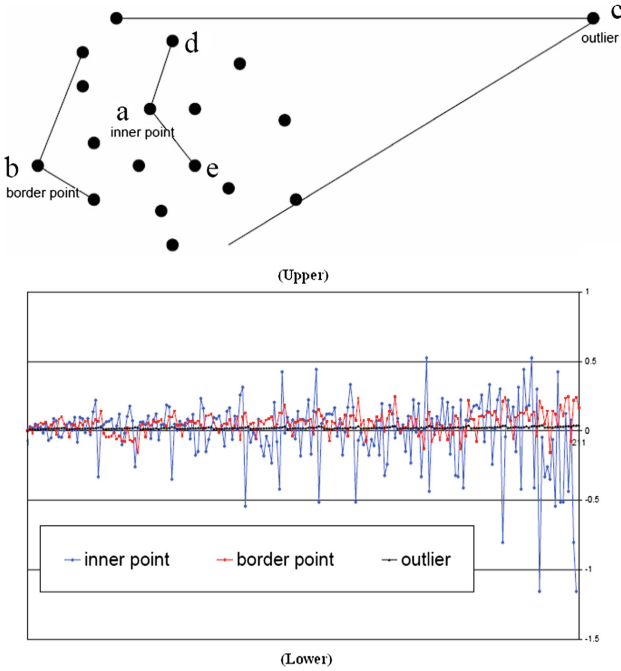 c
outlier
d
a
inner point
b
e
border point
(Upper)
1
0.5
0
211
-0.5
inner point
border point
outlier
-1
-1.5
(Lower)